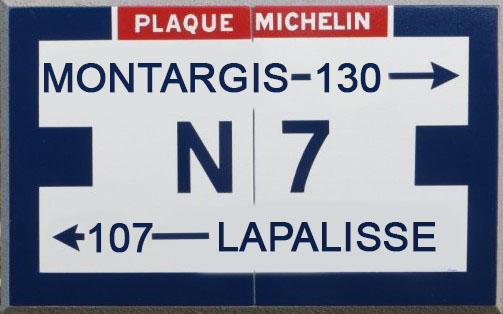 PLAQUE MICHELIN
MONTARGIS-130 →
N 7
← 107 — LAPALISSE